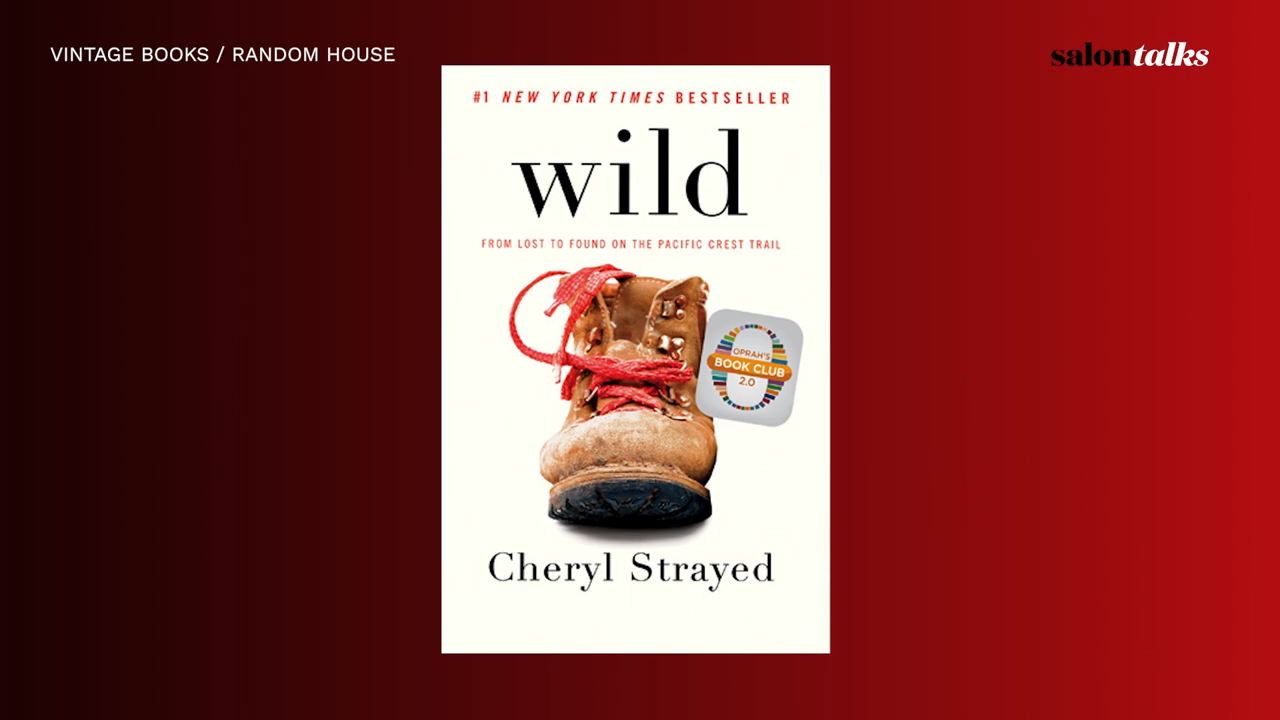 VINTAGE BOOKS / RANDOM HOUSE
salontalks
#1 NEW YORK TIMES BESTSELLER
wild
FROM LOST TO FOUND ON THE PACIFIC CREST TRAIL
OPRAH'S
BOOK CLUB
2.0
Cheryl Strayed